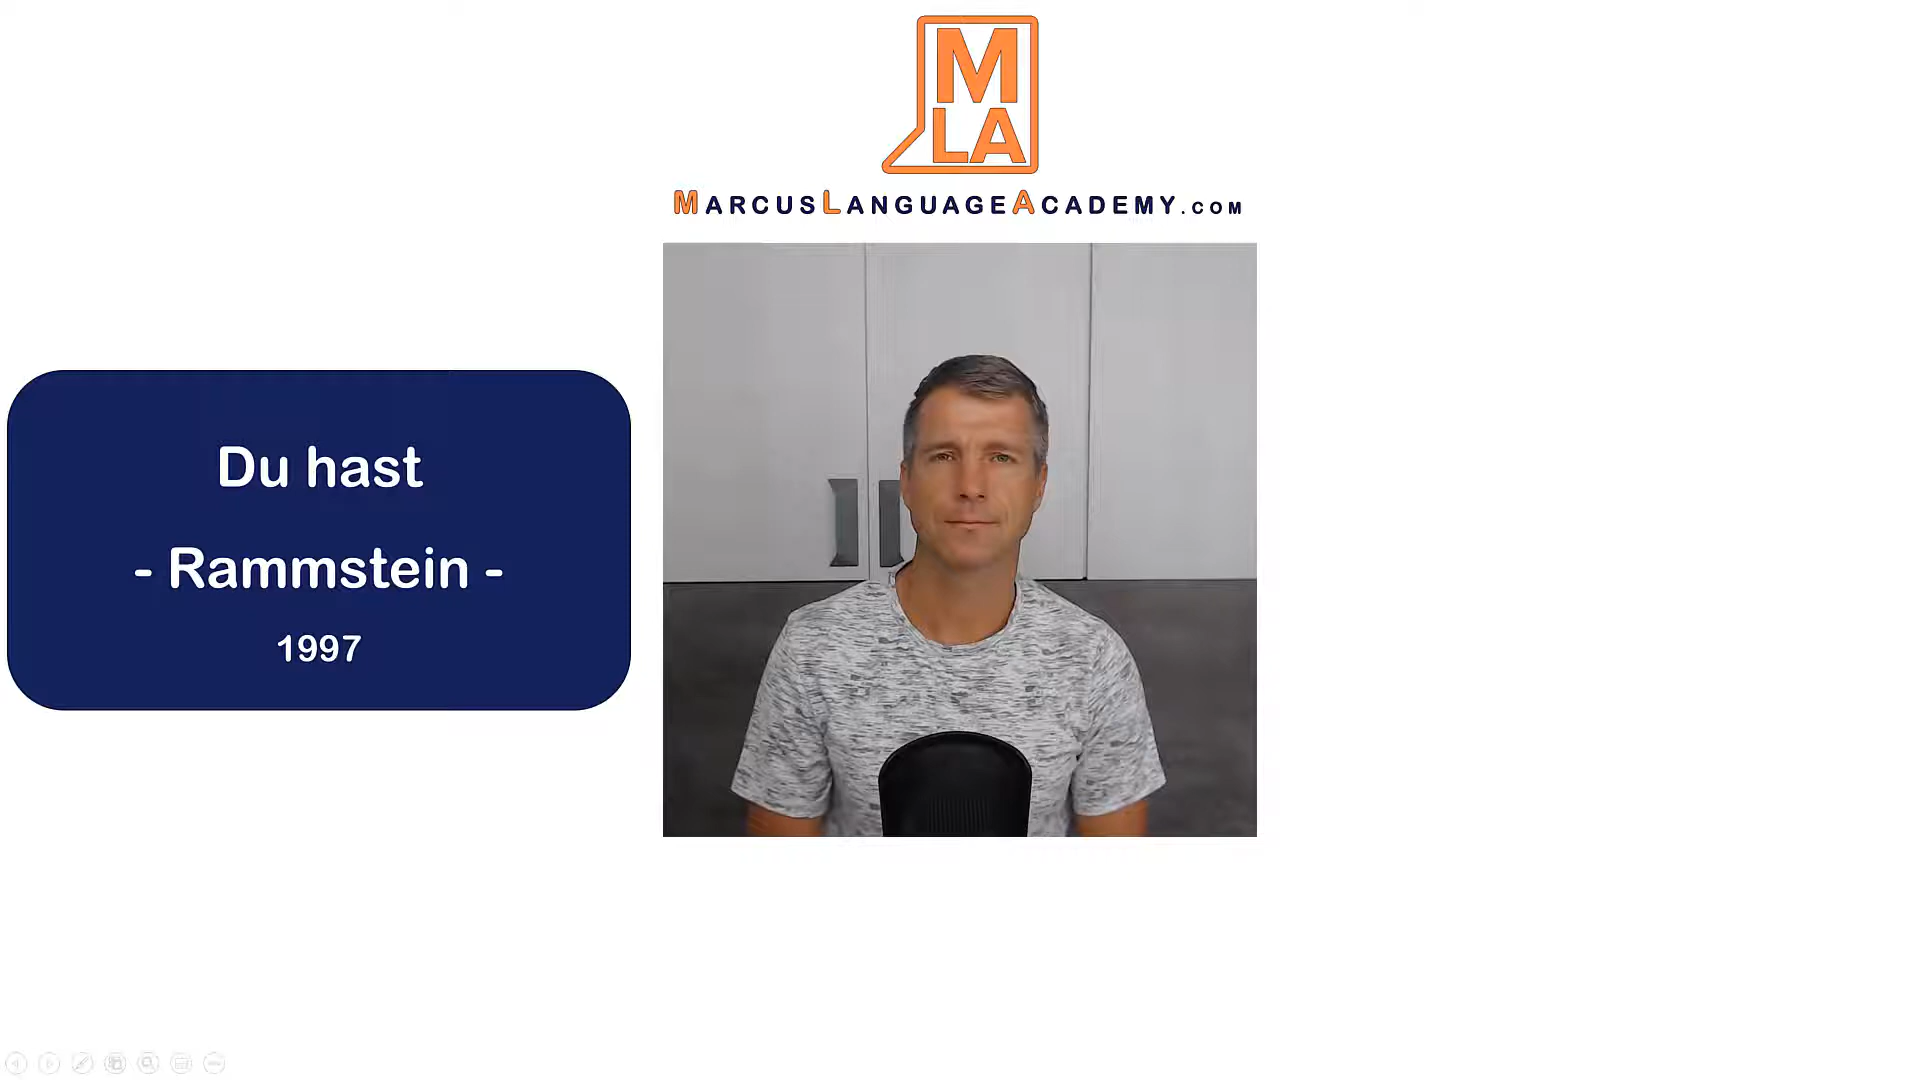 M
LA
MARCUSLANGUAGEACADEMY.COM
Du hast
- Rammstein -
1997